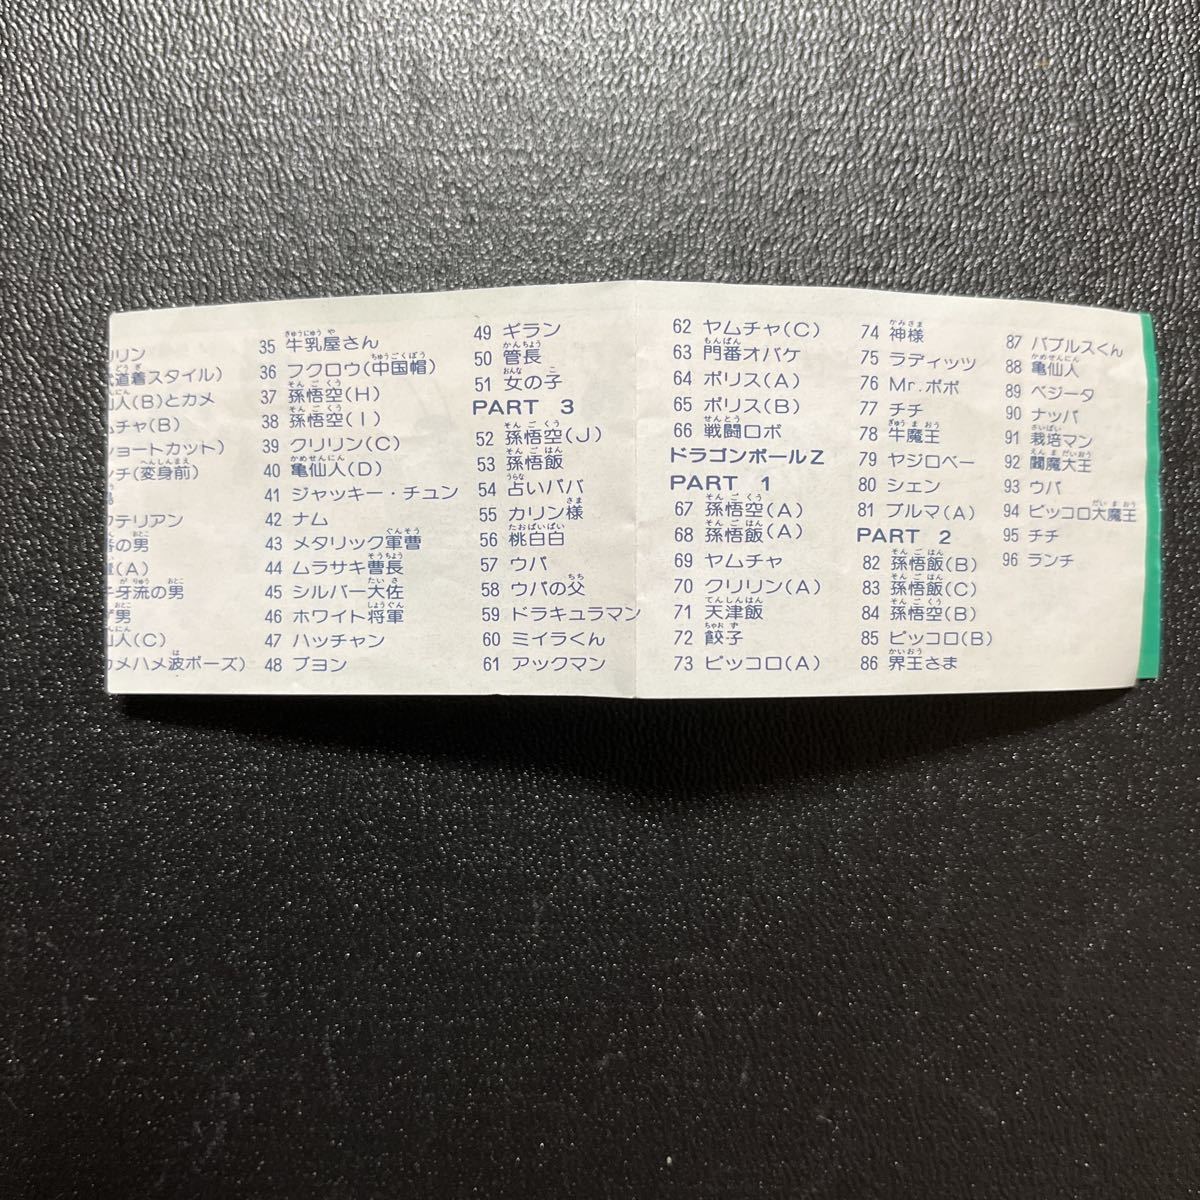 リン
道着スタイル)
人(B)とカメ
チャ(B)
ョートカット)
チ(変身前)
テリアン
の男
(A)
牙流の男
男
人(C)
メハメ波ポーズ)
35 牛乳屋さん
36 フクロウ(中国帽)
37 孫悟空(H)
38 孫悟空(I)
39 クリリン(C)
40 亀仙人(D)
41 ジャッキー・チュン
42 ナム
43 メタリック軍曹
44 ムラサキ曹長
45 シルバー大佐
46 ホワイト将軍
47 ハッチャン
48 ブヨン
49 ギラン
50 管長
51 女の子
PART 3
52 孫悟空(J)
53 孫悟飯
54 占いババ
55 カリン様
56 桃白白
57 ウパ
58 ウパの父
59 ドラキュラマン
60 ミイラくん
61 アックマン
62 ヤムチャ(C)
63 門番オバケ
64 ポリス(A)
65 ポリス(B)
66 戦闘ロボ
ドラゴンボールZ
PART 1
67 孫悟空(A)
68 孫悟飯(A)
69 ヤムチャ
70 クリリン(A)
71 天津飯
72 餃子
73 ピッコロ(A)
74 神様
75 ラディッツ
76 Mr.ポポ
77 チチ
78 牛魔王
79 ヤジロベー
80 シェン
81 ブルマ(A)
PART 2
82 孫悟飯(B)
83 孫悟飯(C)
84 孫悟空(B)
85 ピッコロ(B)
86 界王さま
87 バブルスくん
88 亀仙人
89 ベジータ
90 ナッパ
91 栽培マン
92 閻魔大王
93 ウパ
94 ピッコロ大魔王
95 チチ
96 ランチ